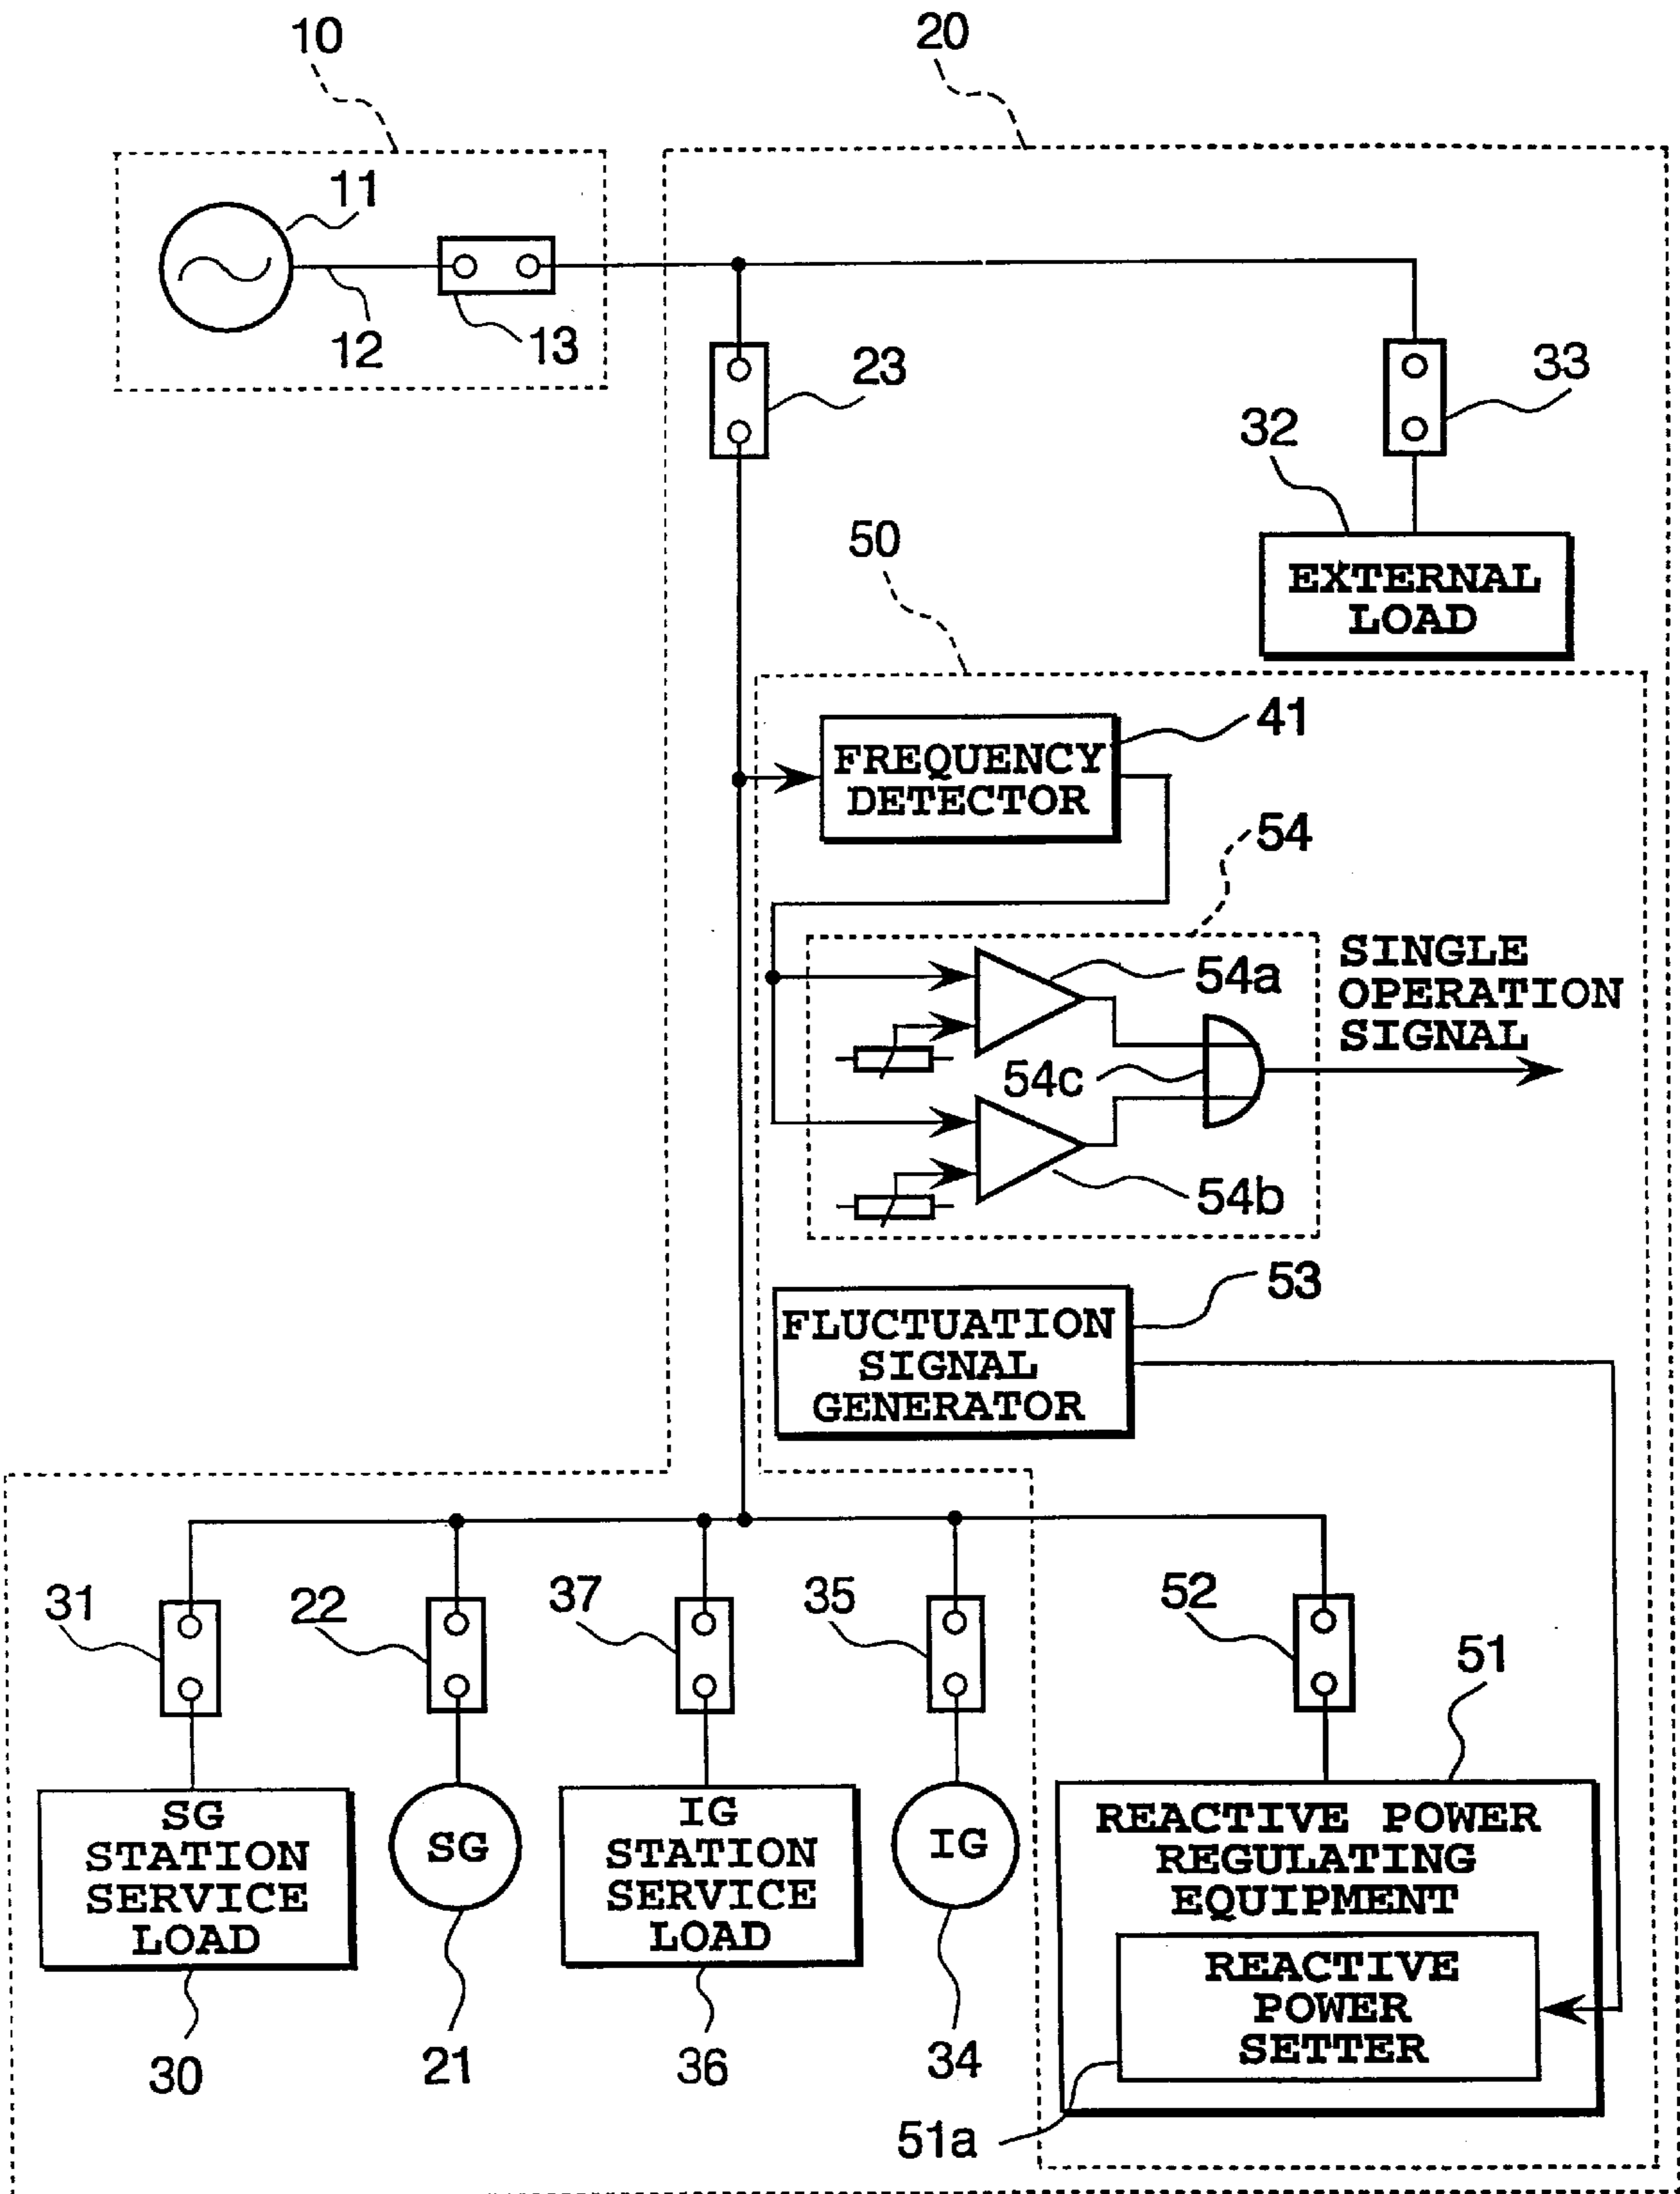 10
20
11
12
13
23
33
32
EXTERNAL
LOAD
50
41
FREQUENCY
DETECTOR
54
54a
SINGLE
OPERATION
SIGNAL
54c
54b
53
FLUCTUATION
SIGNAL
GENERATOR
31
22
37
35
52
51
SG
STATION
SERVICE
LOAD
SG
IG
STATION
SERVICE
LOAD
IG
REACTIVE POWER
REGULATING
EQUIPMENT
REACTIVE
POWER
SETTER
30
21
36
34
51a